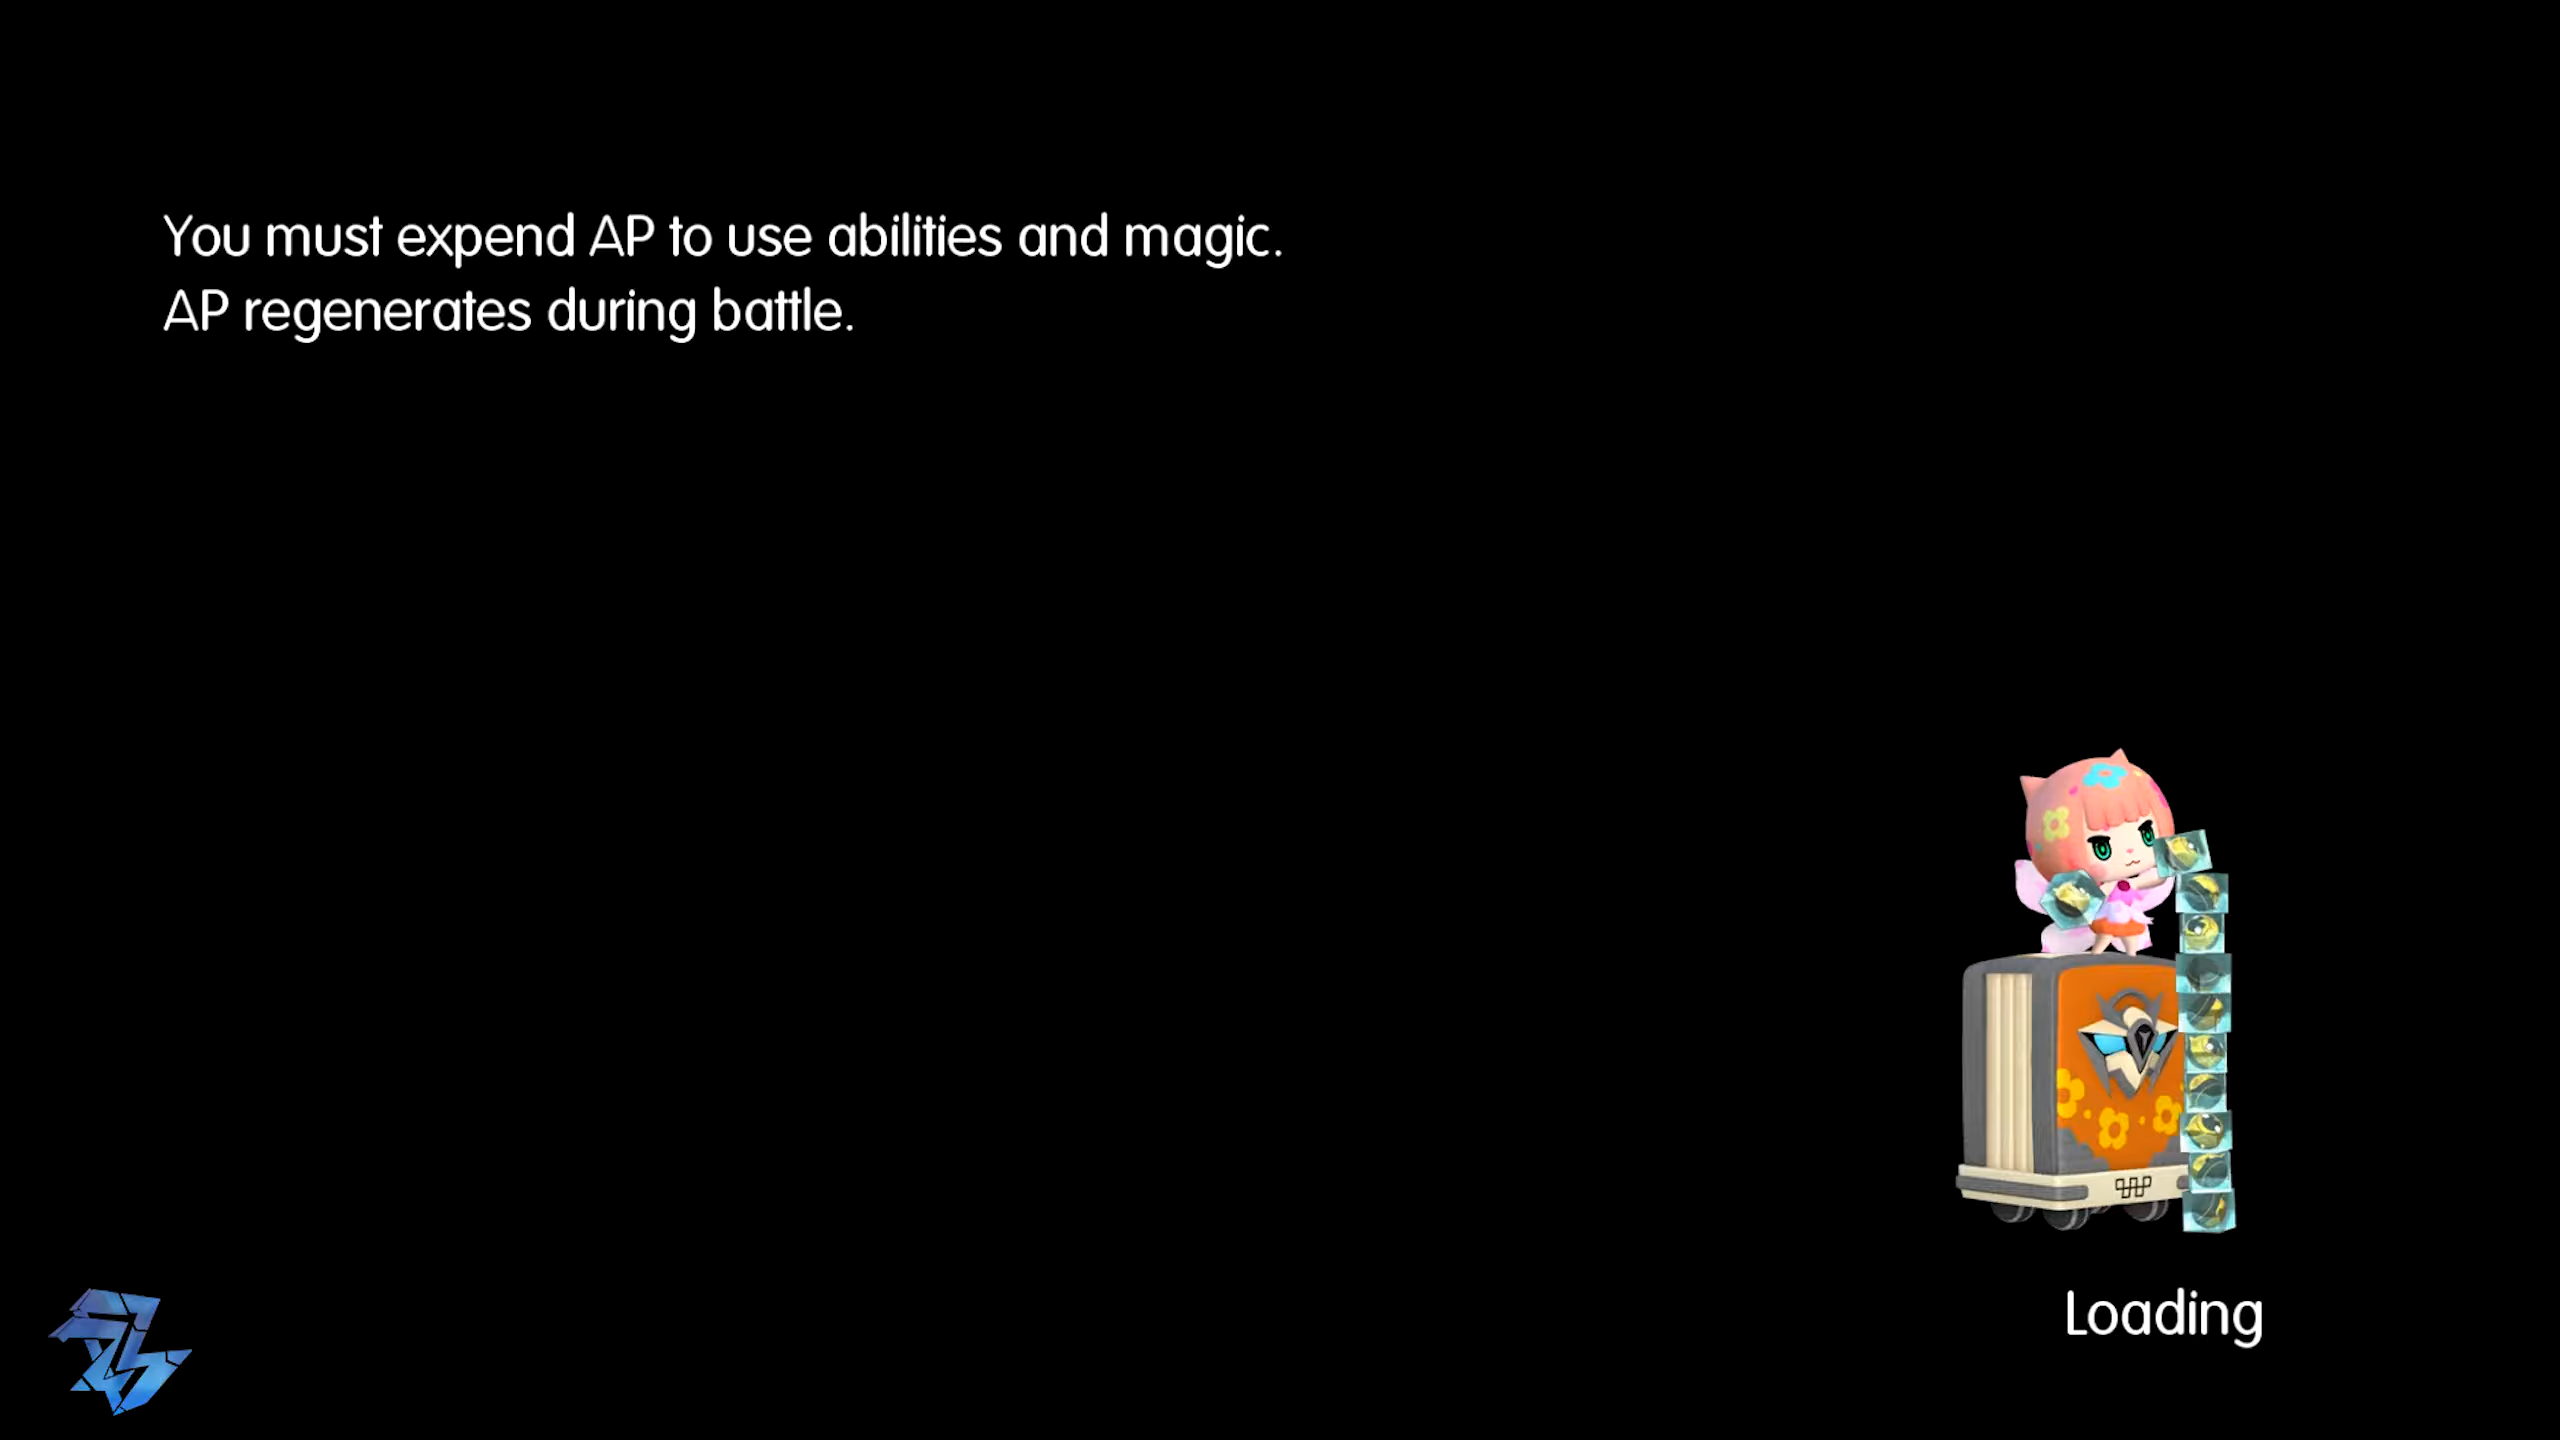 You must expend AP to use abilities and magic.
AP regenerates during battle.
Loading